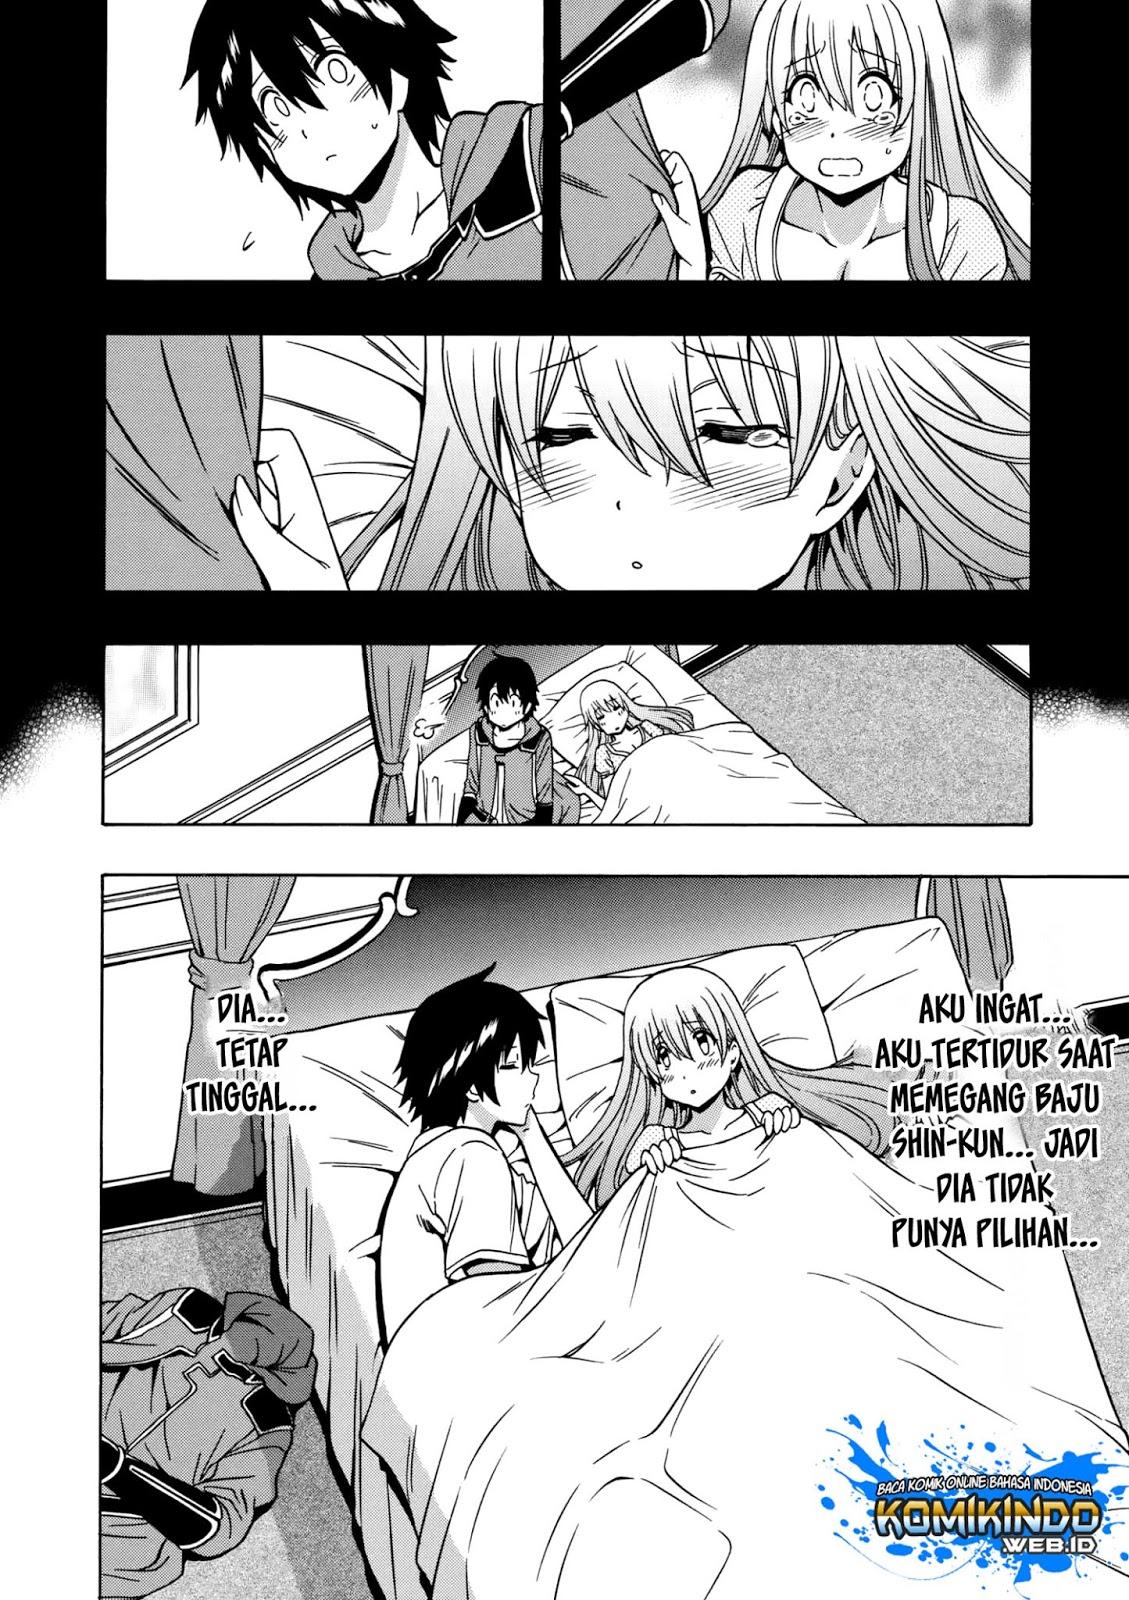 AKU INGAT...
AKU TERTIDUR SAAT
MEMEGANG BAJU
SHIN-KUN... JADI
DIA TIDAK
PUNYA PILIHAN...
DIA...
TETAP
TINGGAL...
BACA KOMIK ONLINE BAHASA INDONESIA
KOMIKINDO
.WEB.ID